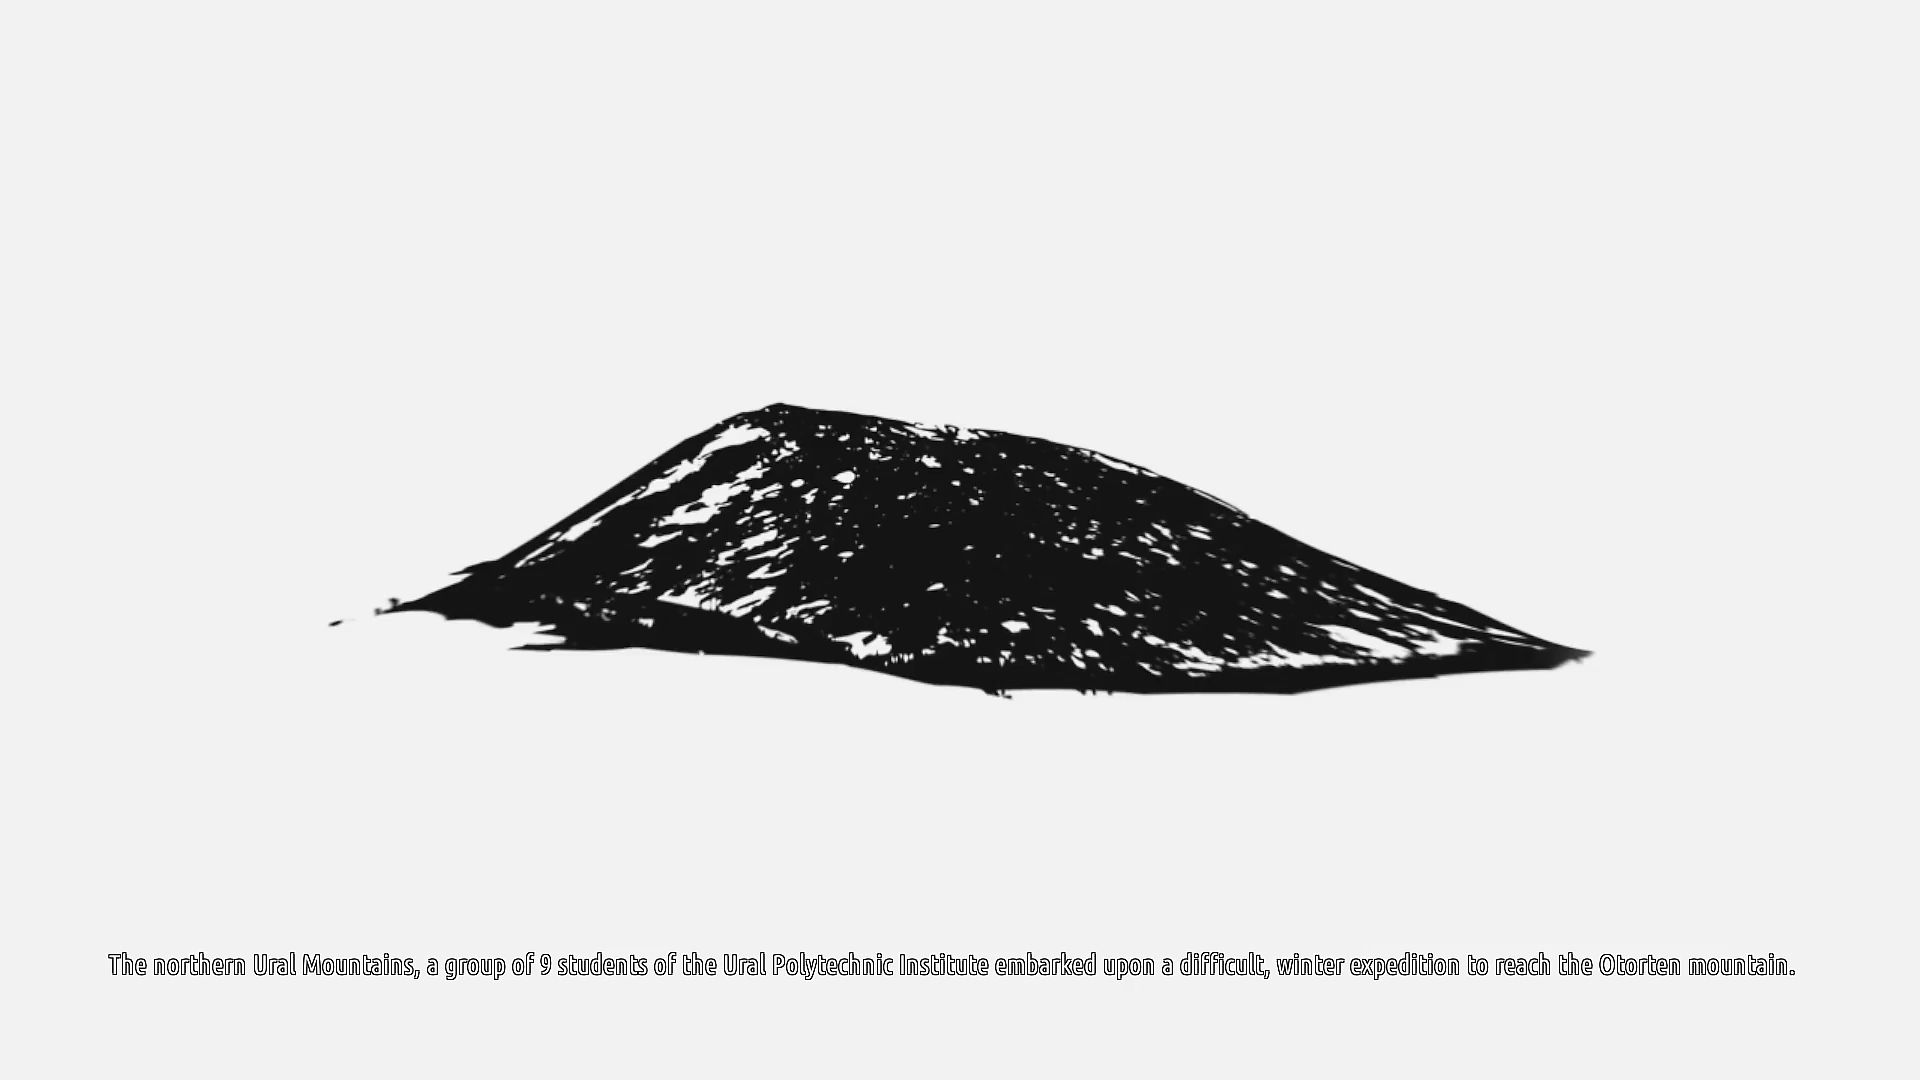 The northern Ural Mountains, a group of 9 students of the Ural Polytechnic Institute embarked upon a difficult, winter expedition to reach the Otorten mountain.